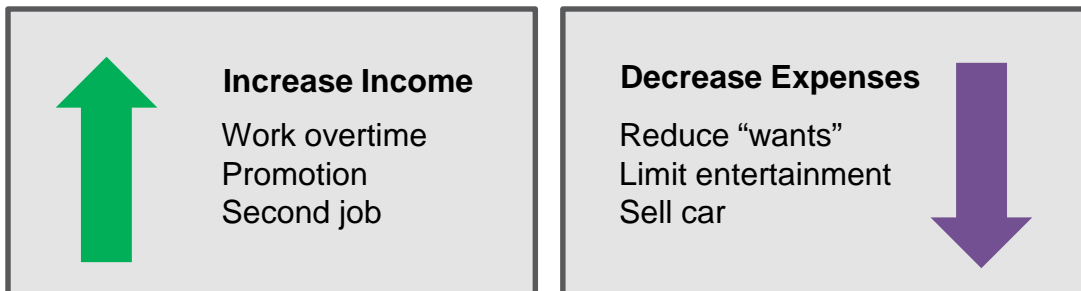 Increase Income
Work overtime
Promotion
Second job
Decrease Expenses
Reduce “wants”
Limit entertainment
Sell car